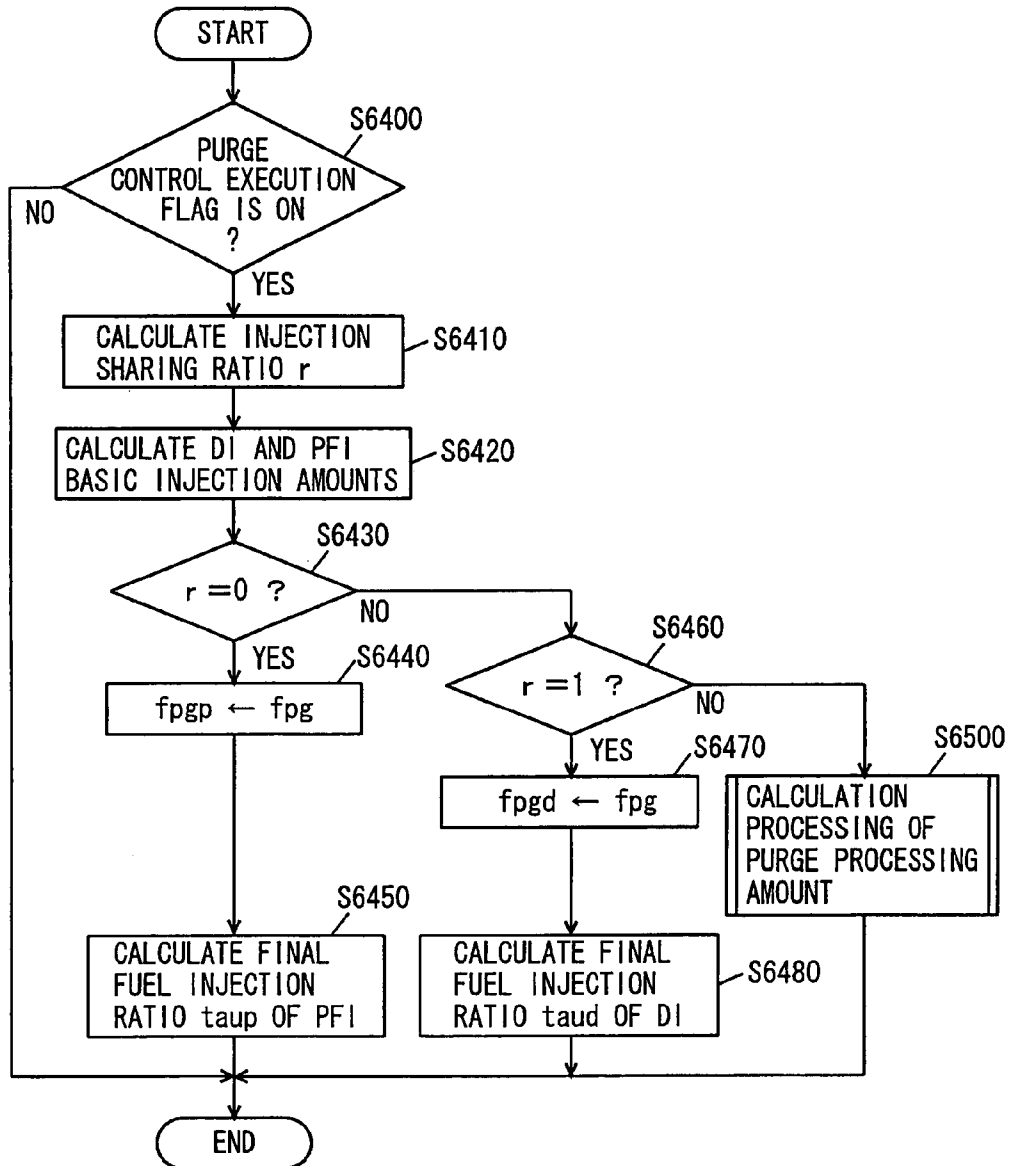 START
S6400
PURGE
CONTROL EXECUTION
FLAG IS ON
?
NO
YES
CALCULATE INJECTION
SHARING RATIO r
S6410
CALCULATE DI AND PFI
BASIC INJECTION AMOUNTS
S6420
S6430
r=0 ?
NO
YES
S6440
fpgp ← fpg
S6460
r=1 ?
NO
YES
S6470
fpgd ← fpg
S6500
CALCULATION
PROCESSING OF
PURGE PROCESSING
AMOUNT
S6450
CALCULATE FINAL
FUEL INJECTION
RATIO taup OF PFI
CALCULATE FINAL
FUEL INJECTION
RATIO taud OF DI
S6480
END